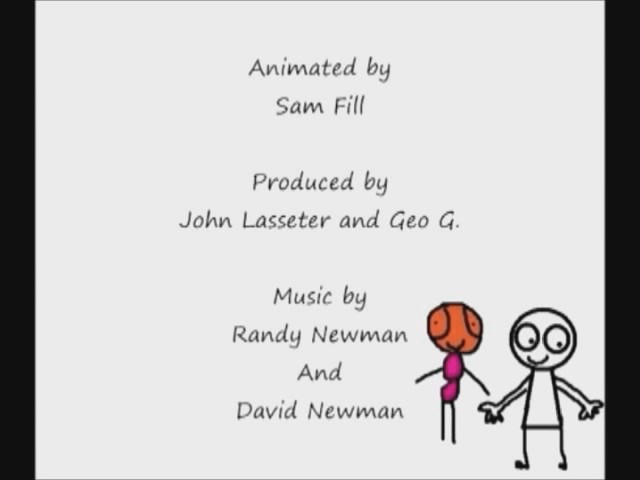 Animated by
Sam Fill
Produced by
John Lasseter and Geo G.
Music by
Randy Newman
And
David Newman